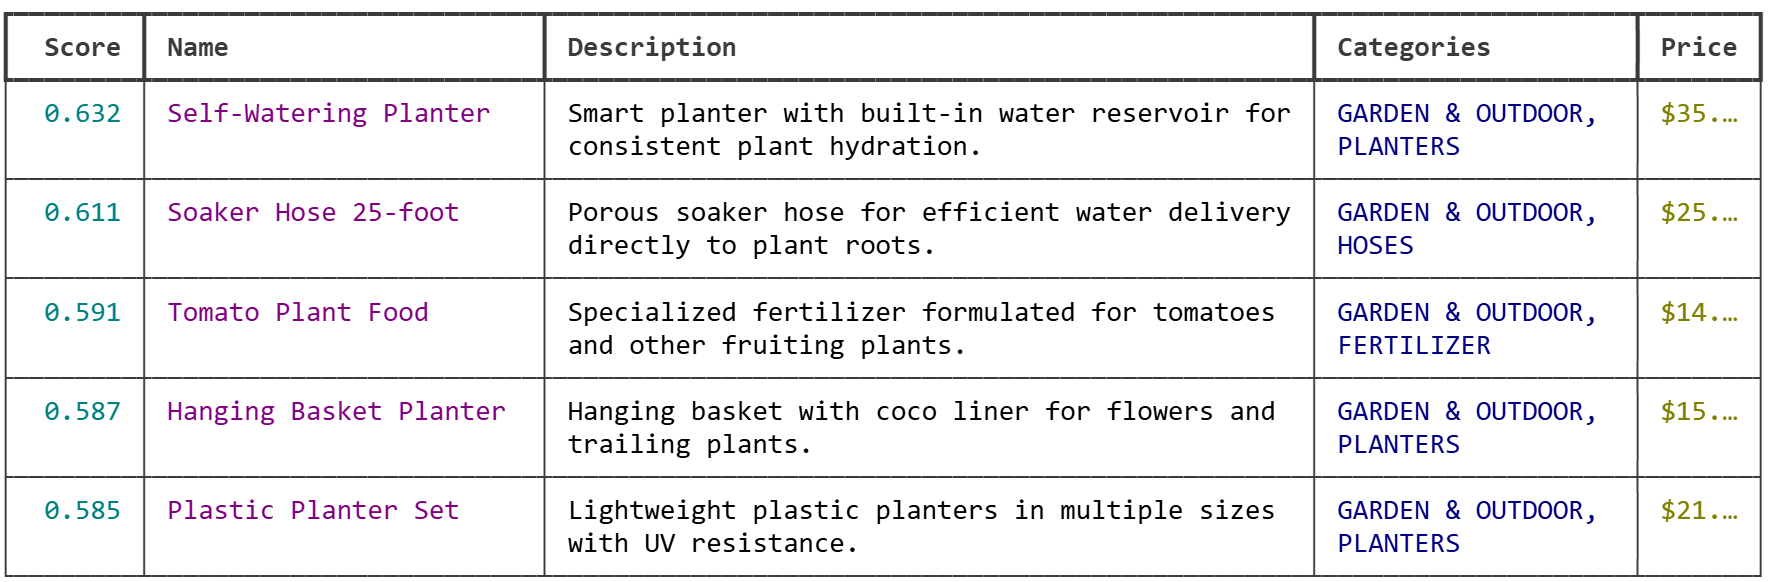 Score Name Description Categories Price
0.632 Self-Watering Planter Smart planter with built-in water reservoir for GARDEN & OUTDOOR, $35.…
consistent plant hydration. PLANTERS
0.611 Soaker Hose 25-foot Porous soaker hose for efficient water delivery GARDEN & OUTDOOR, $25.…
directly to plant roots. HOSES
0.591 Tomato Plant Food Specialized fertilizer formulated for tomatoes GARDEN & OUTDOOR, $14.…
and other fruiting plants. FERTILIZER
0.587 Hanging Basket Planter Hanging basket with coco liner for flowers and GARDEN & OUTDOOR, $15.…
trailing plants. PLANTERS
0.585 Plastic Planter Set Lightweight plastic planters in multiple sizes GARDEN & OUTDOOR, $21.…
with UV resistance. PLANTERS